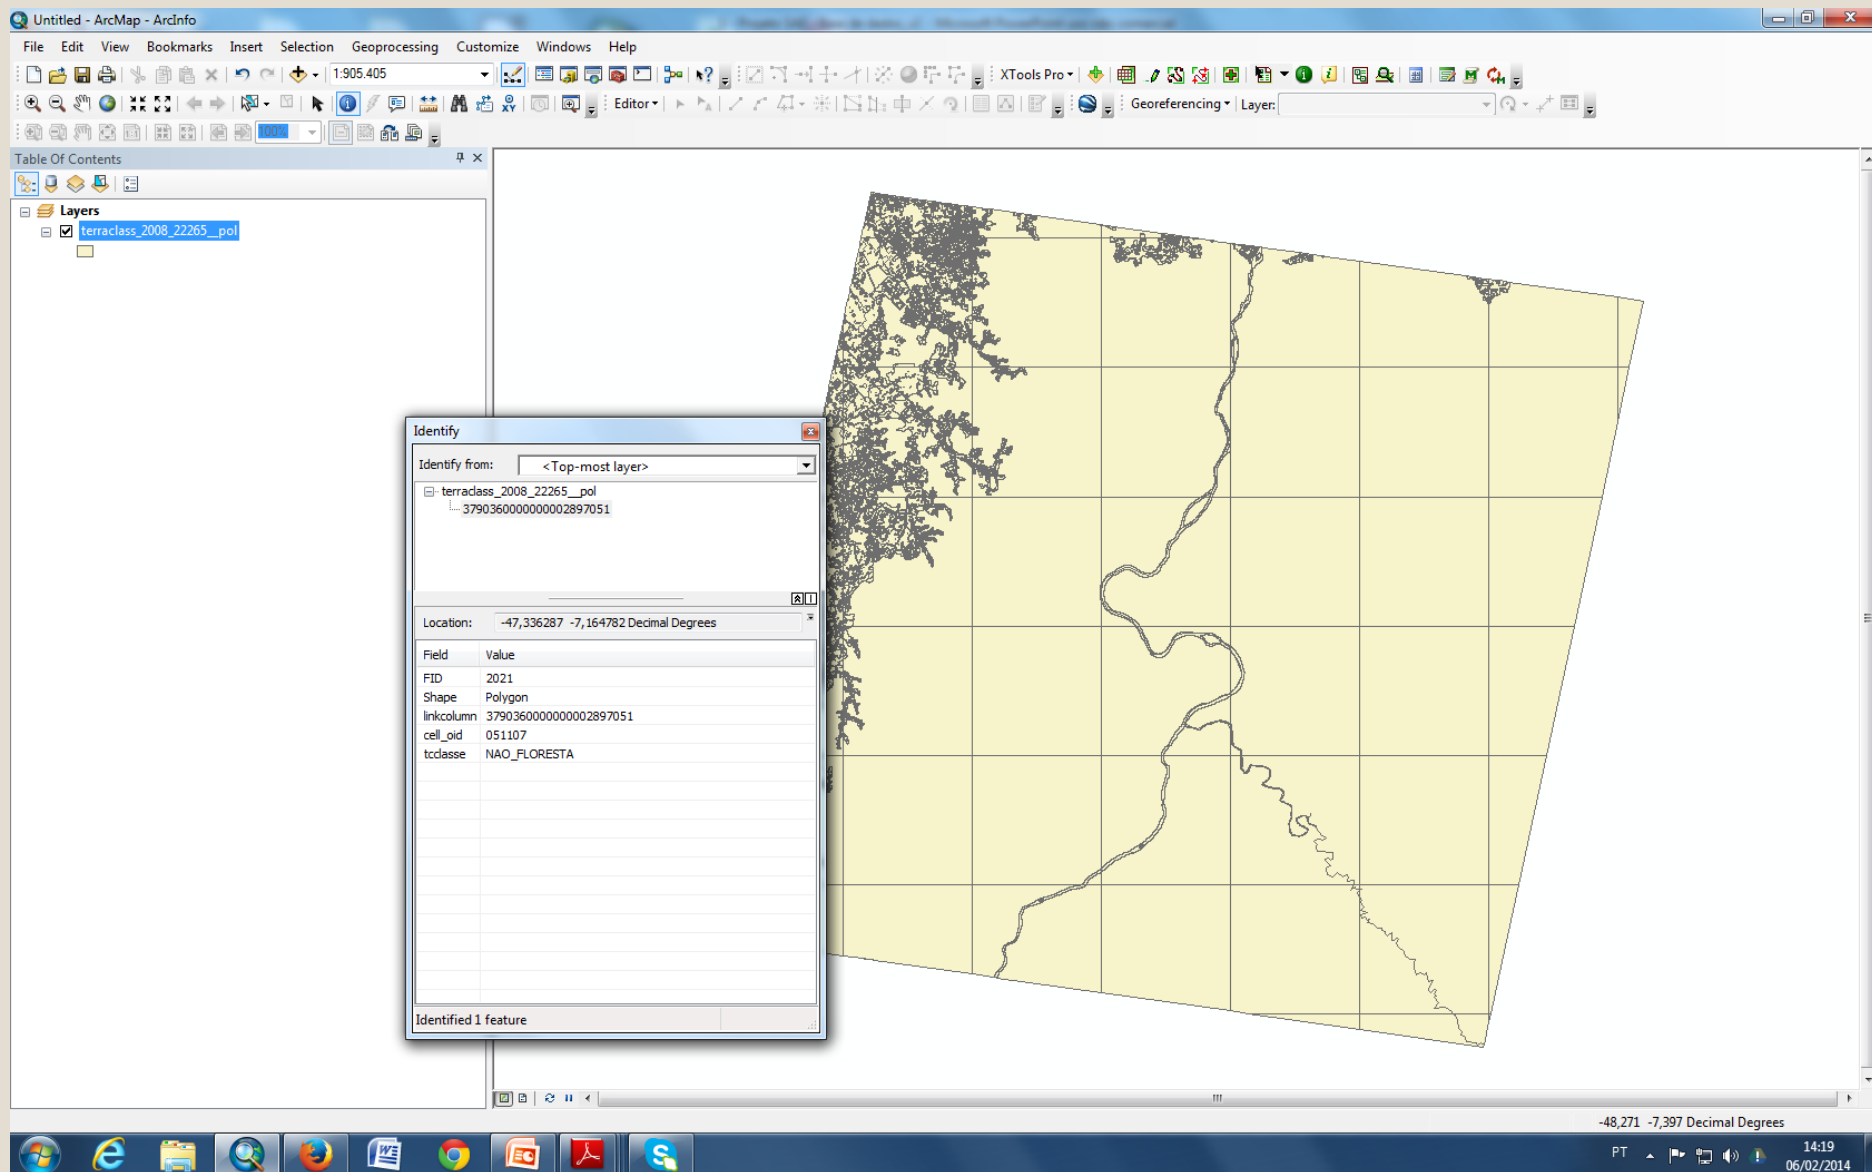 Untitled - ArcMap - ArcInfo
File Edit View Bookmarks Insert Selection Geoprocessing Customize Windows Help
1:905.405
XTools Pro
Editor
Georeferencing Layer:
100%
Table Of Contents
Layers
terraclass_2008_22265__pol
Identify
Identify from: <Top-most layer>
terraclass_2008_22265__pol
3790360000000002897051
Location: -47,336287 -7,164782 Decimal Degrees
Field Value
FID 2021
Shape Polygon
linkcolumn 3790360000000002897051
cell_oid 051107
tcclasse NAO_FLORESTA
Identified 1 feature
-48,271 -7,397 Decimal Degrees
PT
14:19
06/02/2014